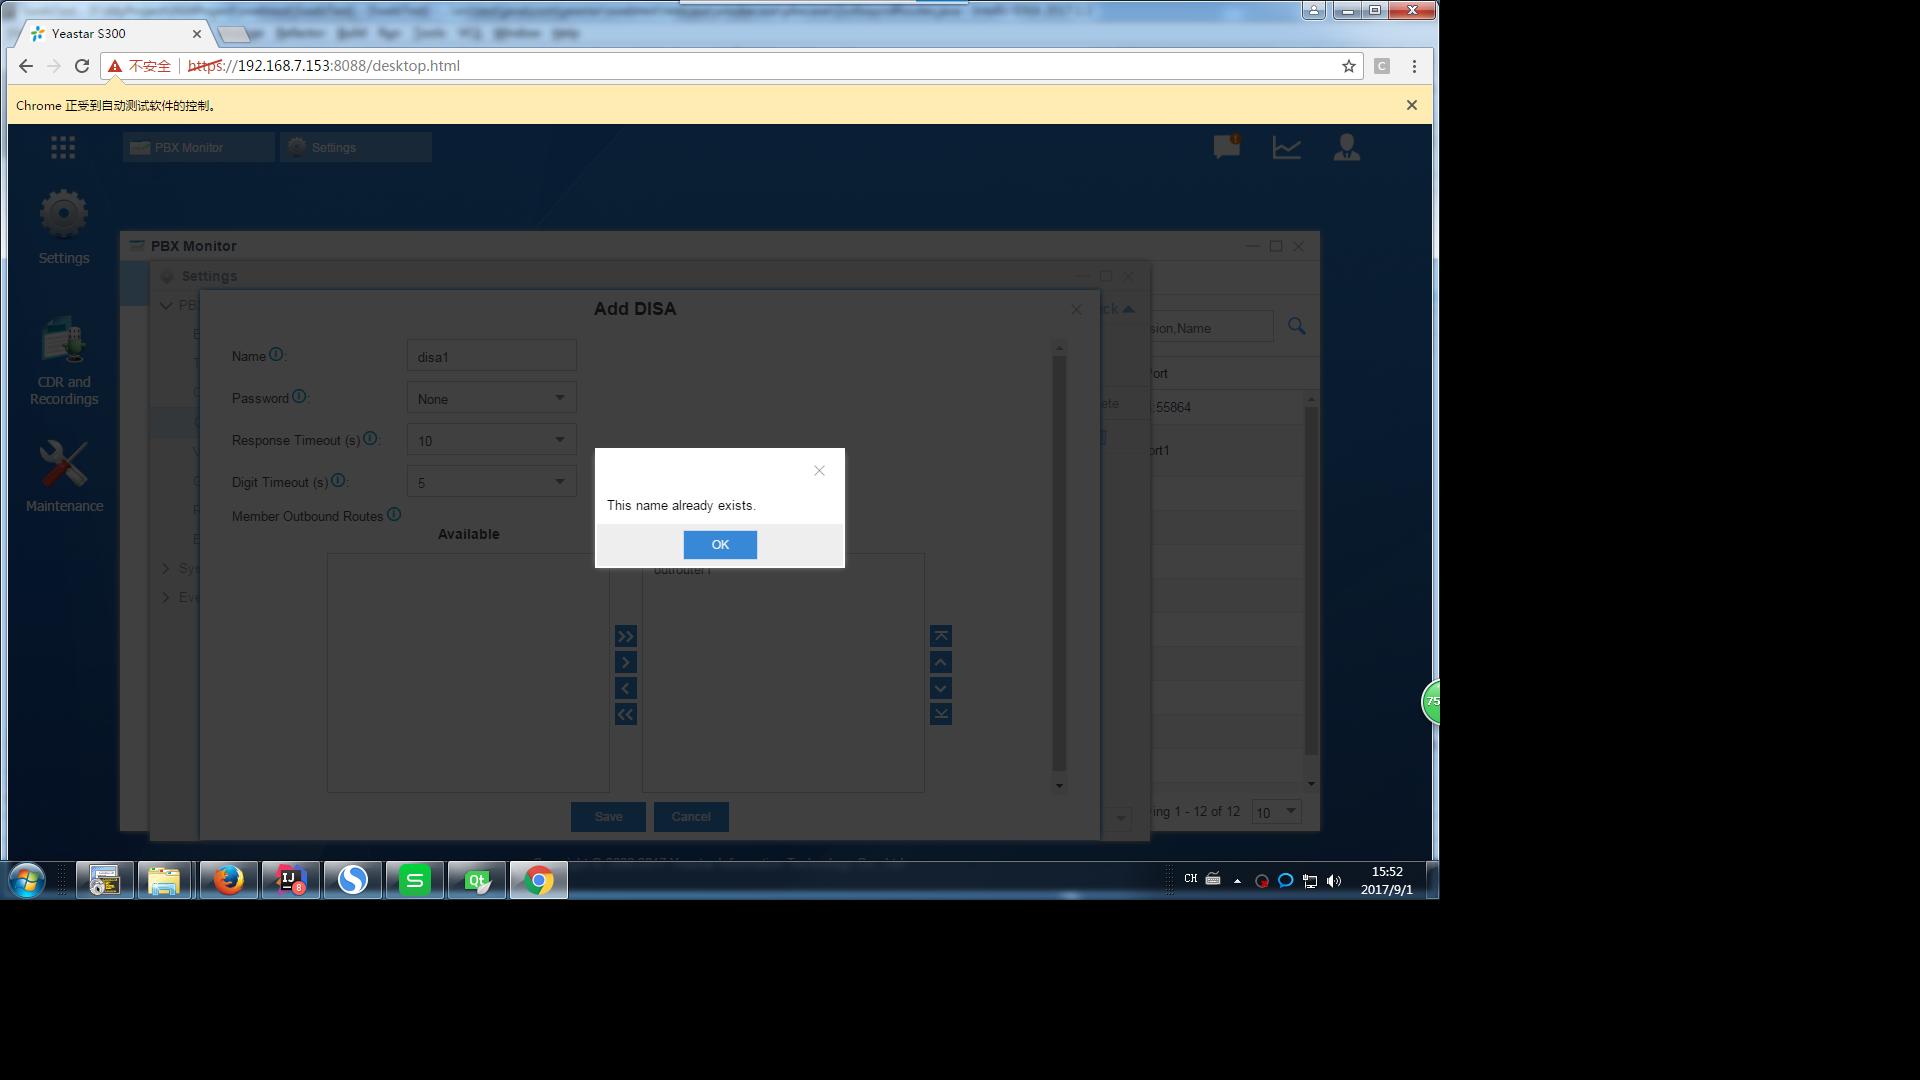 Yeastar S300
不安全
https://192.168.7.153:8088/desktop.html
Chrome 正受到自动测试软件的控制。
PBX Monitor
Settings
Settings
CDR and
Recordings
Maintenance
PBX Monitor
Settings
Add DISA
Name
disa1
Password
None
Response Timeout (s)
10
Digit Timeout (s)
5
Member Outbound Routes
Available
This name already exists.
OK
Save
Cancel
sion,Name
ort
:55864
ort1
ete
ing 1 - 12 of 12
10
75
CH
15:52
2017/9/1